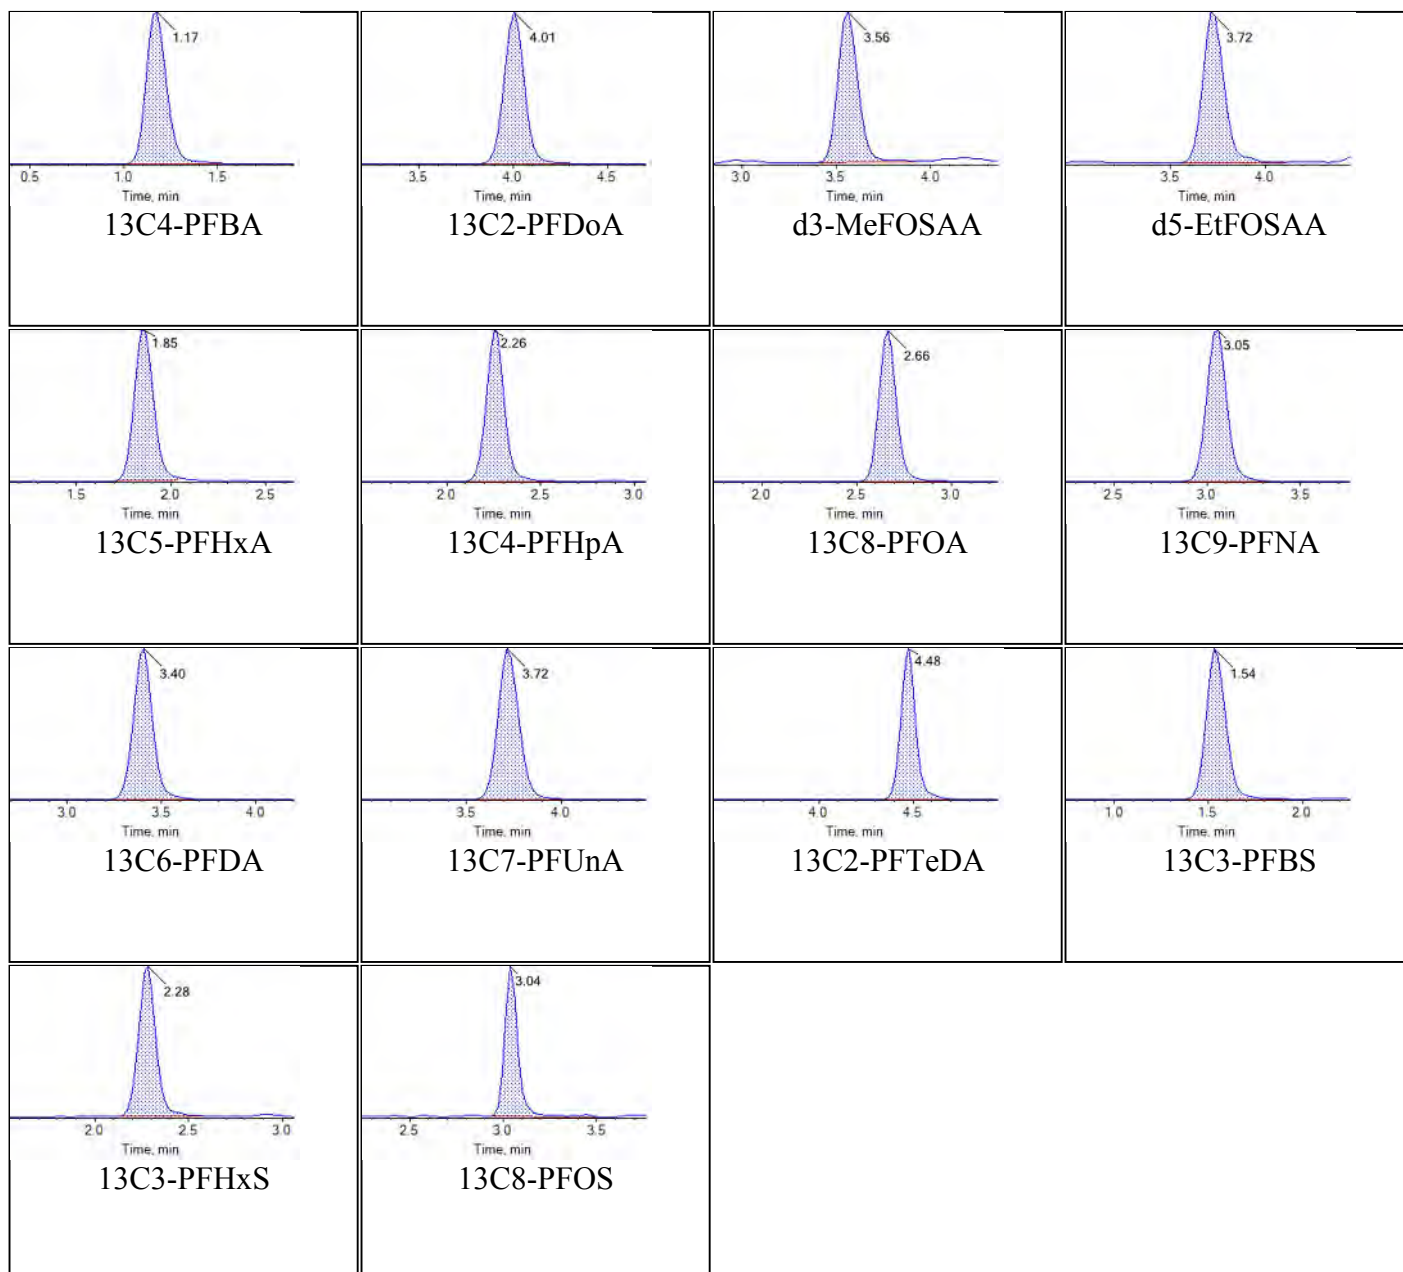 1.17
0.5 1.0 1.5
Time, min
13C4-PFBA
4.01
3.5 4.0 4.5
Time, min
13C2-PFDoA
3.56
3.0 3.5 4.0
Time, min
d3-MeFOSAA
3.72
3.5 4.0
Time, min
d5-EtFOSAA
1.85
1.5 2.0 2.5
Time, min
13C5-PFHxA
2.26
2.0 2.5 3.0
Time, min
13C4-PFHpA
2.66
2.0 2.5 3.0
Time, min
13C8-PFOA
3.05
2.5 3.0 3.5
Time, min
13C9-PFNA
3.40
3.0 3.5 4.0
Time, min
13C6-PFDA
3.72
3.5 4.0
Time, min
13C7-PFUnA
4.48
4.0 4.5
Time, min
13C2-PFTeDA
1.54
1.0 1.5 2.0
Time, min
13C3-PFBS
2.28
2.0 2.5 3.0
Time, min
13C3-PFHxS
3.04
2.5 3.0 3.5
Time, min
13C8-PFOS